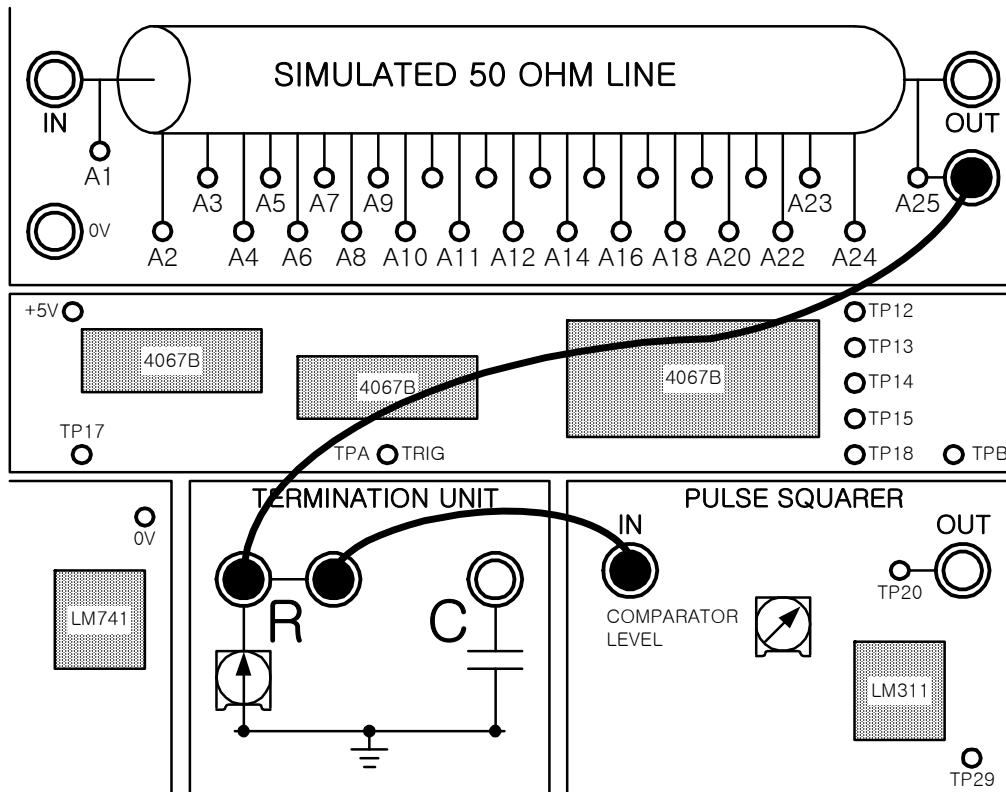 SIMULATED 50 OHM LINE
IN
OUT
A1
A3
A5
A7
A9
A23
A25
0V
A2
A4
A6
A8
A10
A11
A12
A14
A16
A18
A20
A22
A24
+5V
4067B
4067B
4067B
TP12
TP13
TP14
TP15
TP17
TPA
TRIG
TP18
TPB
TERMINATION UNIT
PULSE SQUARER
0V
IN
OUT
LM741
R
C
COMPARATOR
LEVEL
TP20
LM311
TP29